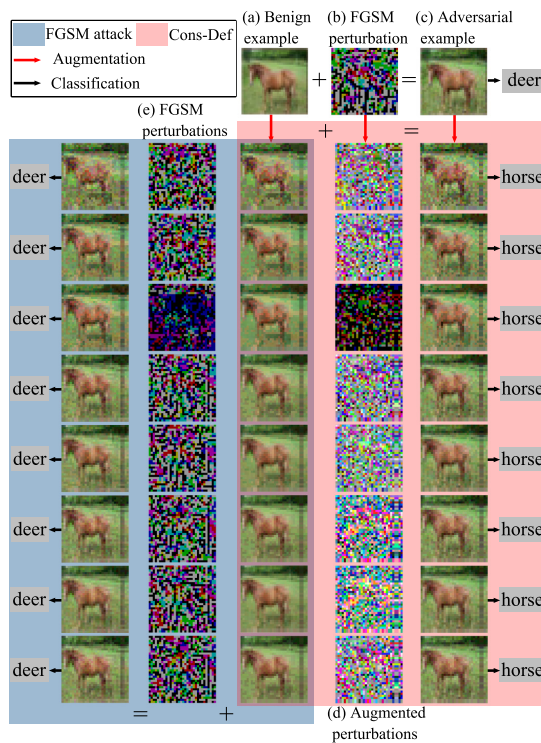 FGSM attack
Cons-Def
Augmentation
Classification
(a) Benign
example
(b) FGSM
perturbation
(c) Adversarial
example
+
=
deer
(e) FGSM
perturbations
+
=
deer
horse
deer
horse
deer
horse
deer
horse
deer
horse
deer
horse
deer
horse
deer
horse
=
+
(d) Augmented
perturbations